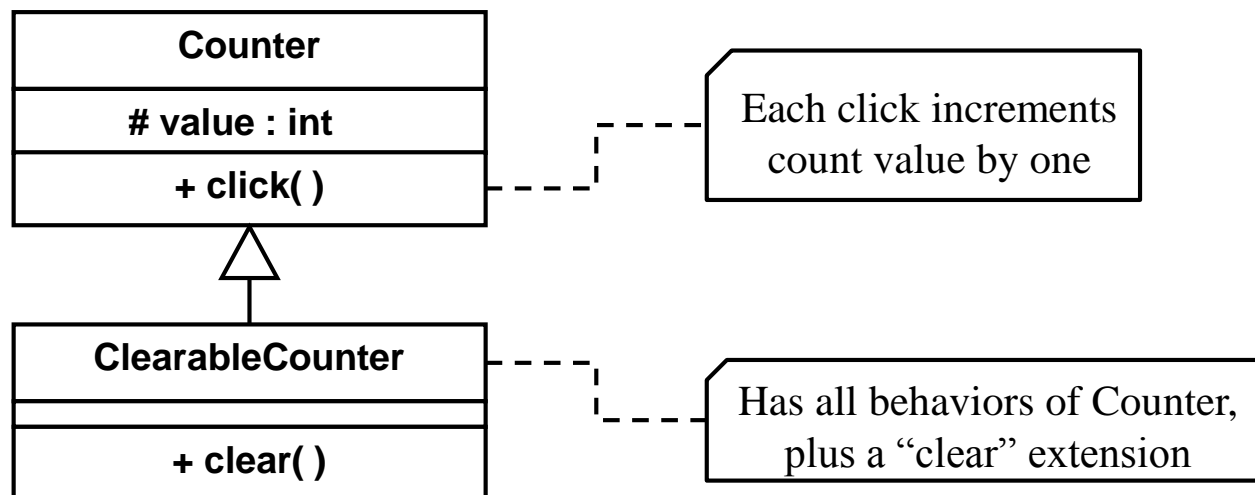 Counter
# value : int
+ click( )
Each click increments
count value by one
ClearableCounter
+ clear( )
Has all behaviors of Counter,
plus a “clear” extension